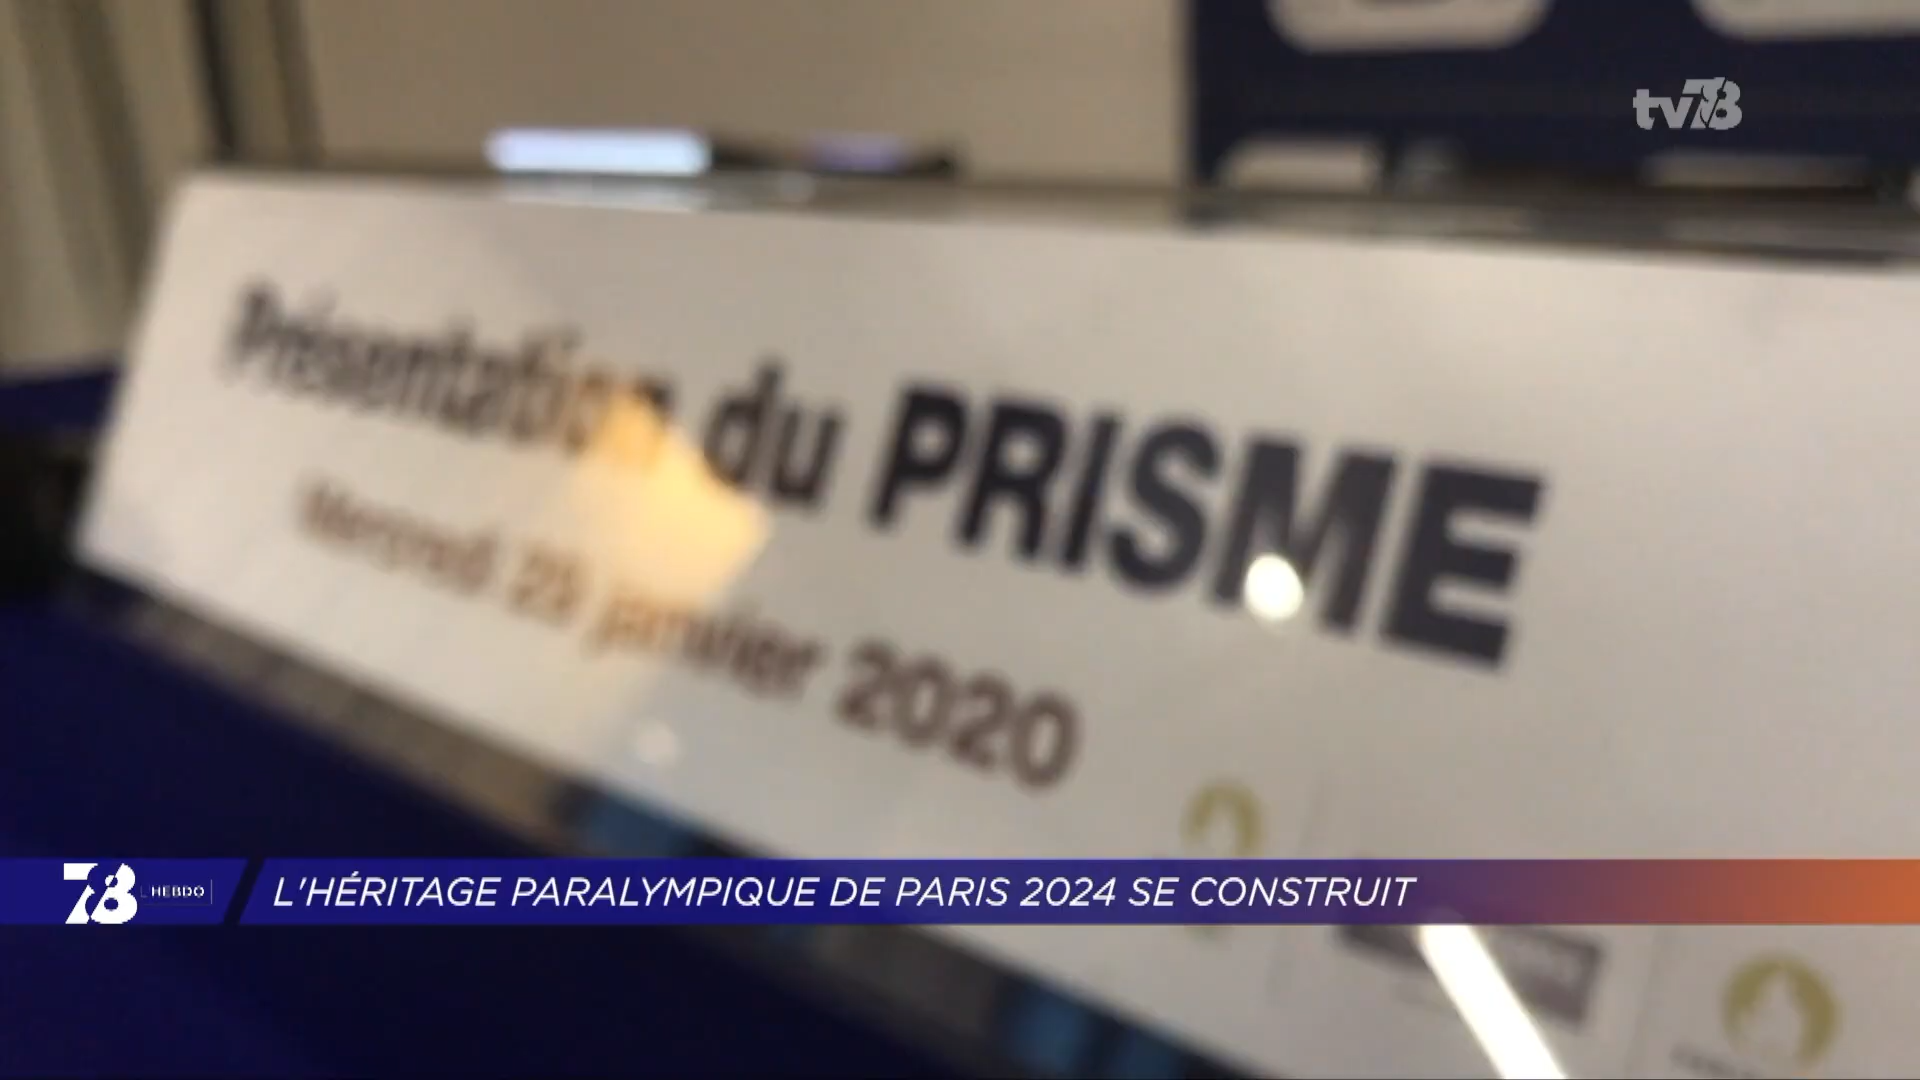 tv78
Présentation du PRISME
Mercredi 29 janvier 2020
78 L'HEBDO
L'HÉRITAGE PARALYMPIQUE DE PARIS 2024 SE CONSTRUIT